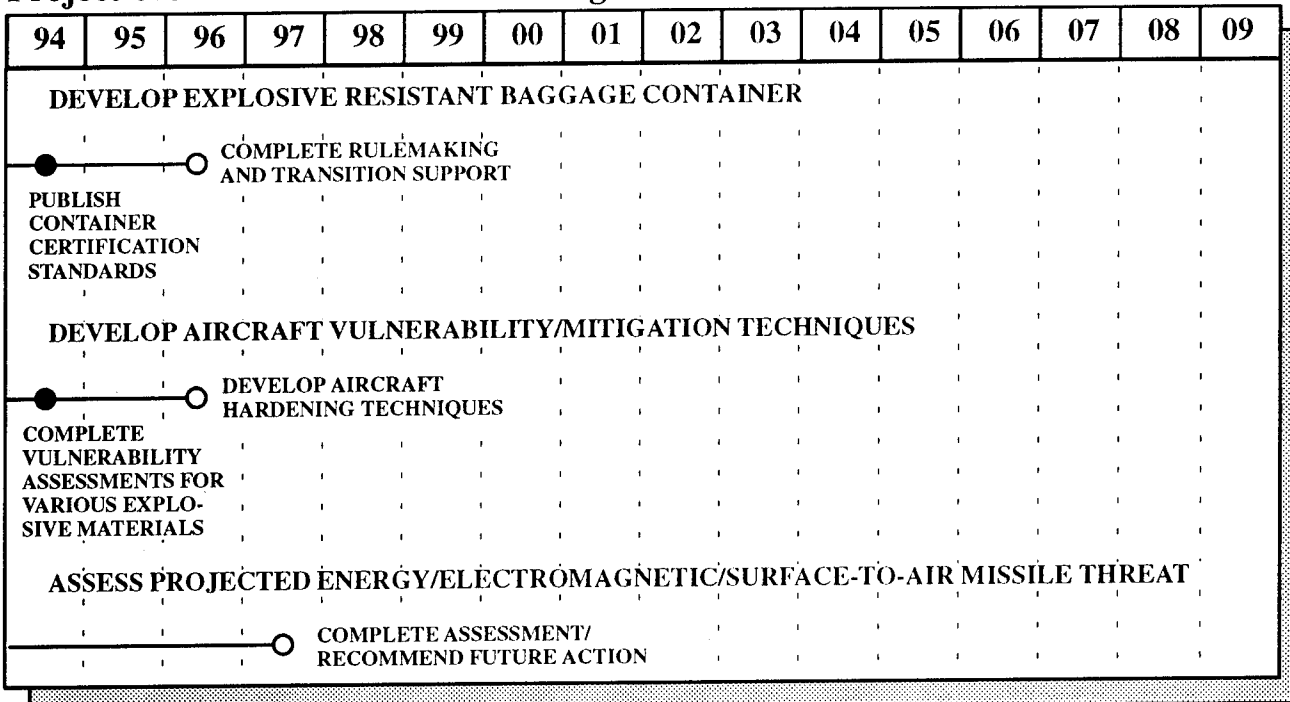 94 95 96 97 98 99 00 01 02 03 04 05 06 07 08 09
DEVELOP EXPLOSIVE RESISTANT BAGGAGE CONTAINER
COMPLETE RULEMAKING
AND TRANSITION SUPPORT
PUBLISH
CONTAINER
CERTIFICATION
STANDARDS
DEVELOP AIRCRAFT VULNERABILITY/MITIGATION TECHNIQUES
DEVELOP AIRCRAFT
HARDENING TECHNIQUES
COMPLETE
VULNERABILITY
ASSESSMENTS FOR
VARIOUS EXPLO-
SIVE MATERIALS
ASSESS PROJECTED ENERGY/ELECTROMAGNETIC/SURFACE-TO-AIR MISSILE THREAT
COMPLETE ASSESSMENT/
RECOMMEND FUTURE ACTION